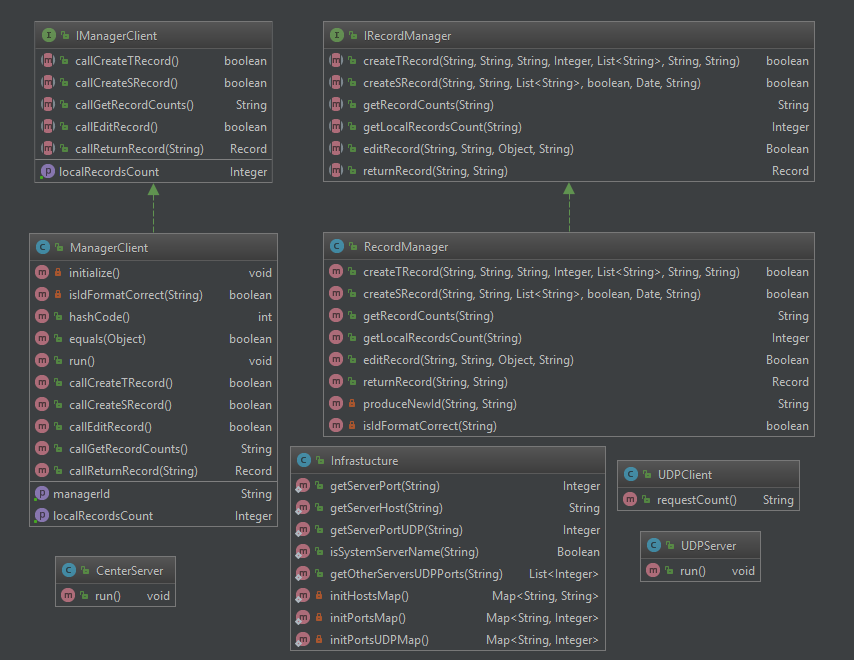 IManagerClient
callCreateTRecord() boolean
callCreateSRecord() boolean
callGetRecordCounts() String
callEditRecord() boolean
callReturnRecord(String) Record
localRecordsCount Integer
IRecordManager
createTRecord(String, String, String, Integer, List<String>, String, String) boolean
createSRecord(String, String, List<String>, boolean, Date, String) boolean
getRecordCounts(String) String
getLocalRecordsCount(String) Integer
editRecord(String, String, Object, String) Boolean
returnRecord(String, String) Record
ManagerClient
initialize() void
isIdFormatCorrect(String) boolean
hashCode() int
equals(Object) boolean
run() void
callCreateTRecord() boolean
callCreateSRecord() boolean
callEditRecord() boolean
callGetRecordCounts() String
callReturnRecord(String) Record
managerId String
localRecordsCount Integer
RecordManager
createTRecord(String, String, String, Integer, List<String>, String, String) boolean
createSRecord(String, String, List<String>, boolean, Date, String) boolean
getRecordCounts(String) String
getLocalRecordsCount(String) Integer
editRecord(String, String, Object, String) Boolean
returnRecord(String, String) Record
produceNewId(String, String) String
isIdFormatCorrect(String) boolean
Infrastucture
getServerPort(String) Integer
getServerHost(String) String
getServerPortUDP(String) Integer
isSystemServerName(String) Boolean
getOtherServersUDPPorts(String) List<Integer>
initHostsMap() Map<String, String>
initPortsMap() Map<String, Integer>
initPortsUDPMap() Map<String, Integer>
UDPClient
requestCount() String
UDPServer
run() void
CenterServer
run() void